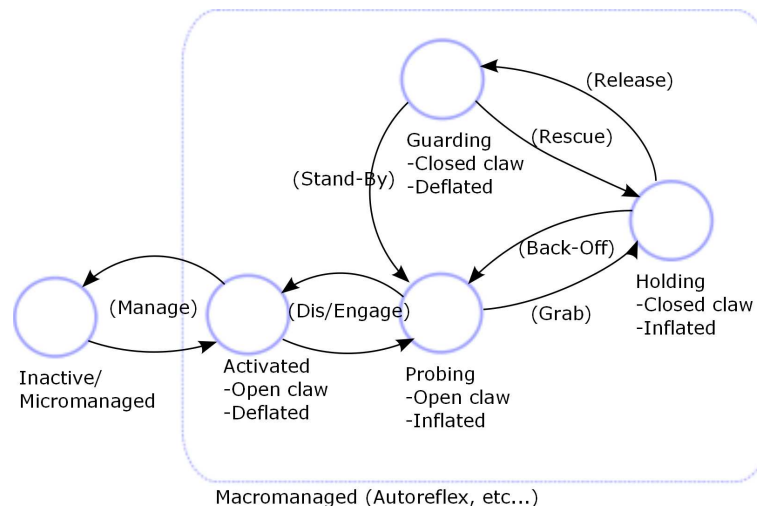 (Release)
(Rescue)
Guarding
-Closed claw
-Deflated
(Stand-By)
(Back-Off)
Holding
-Closed claw
-Inflated
(Manage)
(Dis/Engage)
(Grab)
Inactive/
Micromanaged
Activated
-Open claw
-Deflated
Probing
-Open claw
-Inflated
Macromanaged (Autoreflex, etc...)